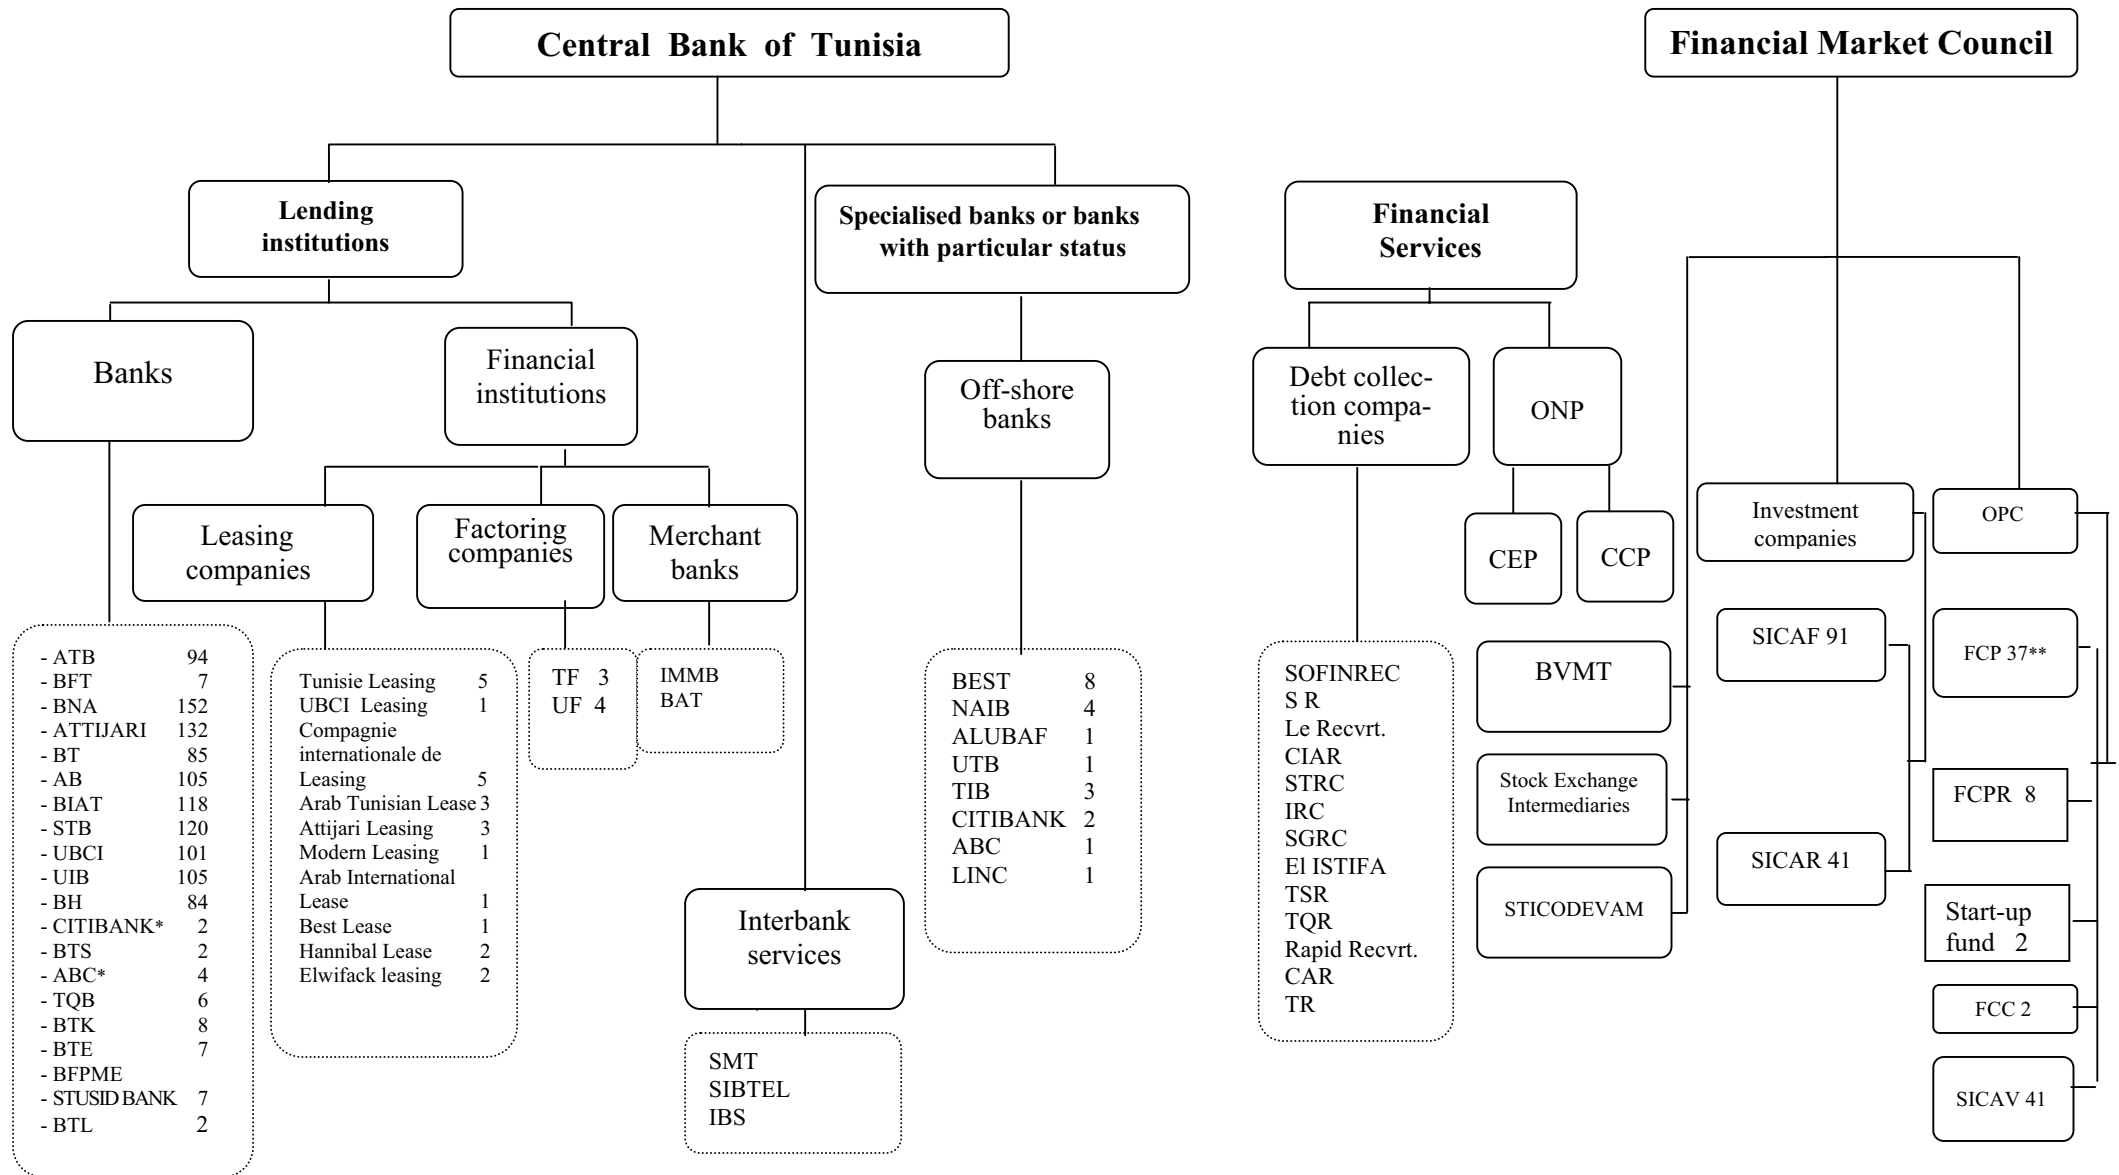 Central Bank of Tunisia
Financial Market Council
Lending
institutions
Specialised banks or banks
with particular status
Financial
Services
Banks
Financial
institutions
Off-shore
banks
Debt collec-
tion compa-
nies
ONP
Leasing
companies
Factoring
companies
Merchant
banks
CEP
CCP
Investment
companies
OPC
- ATB 94
- BFT 7
- BNA 152
- ATTIJARI 132
- BT 85
- AB 105
- BIAT 118
- STB 120
- UBCI 101
- UIB 105
- BH 84
- CITIBANK* 2
- BTS 2
- ABC* 4
- TQB 6
- BTK 8
- BTE 7
- BFPME
- STUSID BANK 7
- BTL 2
Tunisie Leasing 5
UBCI Leasing 1
Compagnie
internationale de
Leasing 5
Arab Tunisian Lease 3
Attijari Leasing 3
Modern Leasing 1
Arab International
Lease 1
Best Lease 1
Hannibal Lease 2
Elwifack leasing 2
TF 3
UF 4
IMMB
BAT
Interbank
services
SMT
SIBTEL
IBS
BEST 8
NAIB 4
ALUBAF 1
UTB 1
TIB 3
CITIBANK 2
ABC 1
LINC 1
SOFINREC
S R
Le Recvrt.
CIAR
STRC
IRC
SGRC
El ISTIFA
TSR
TQR
Rapid Recvrt.
CAR
TR
BVMT
Stock Exchange
Intermediaries
STICODEVAM
SICAF 91
SICAR 41
FCP 37**
FCPR 8
Start-up
fund 2
FCC 2
SICAV 41